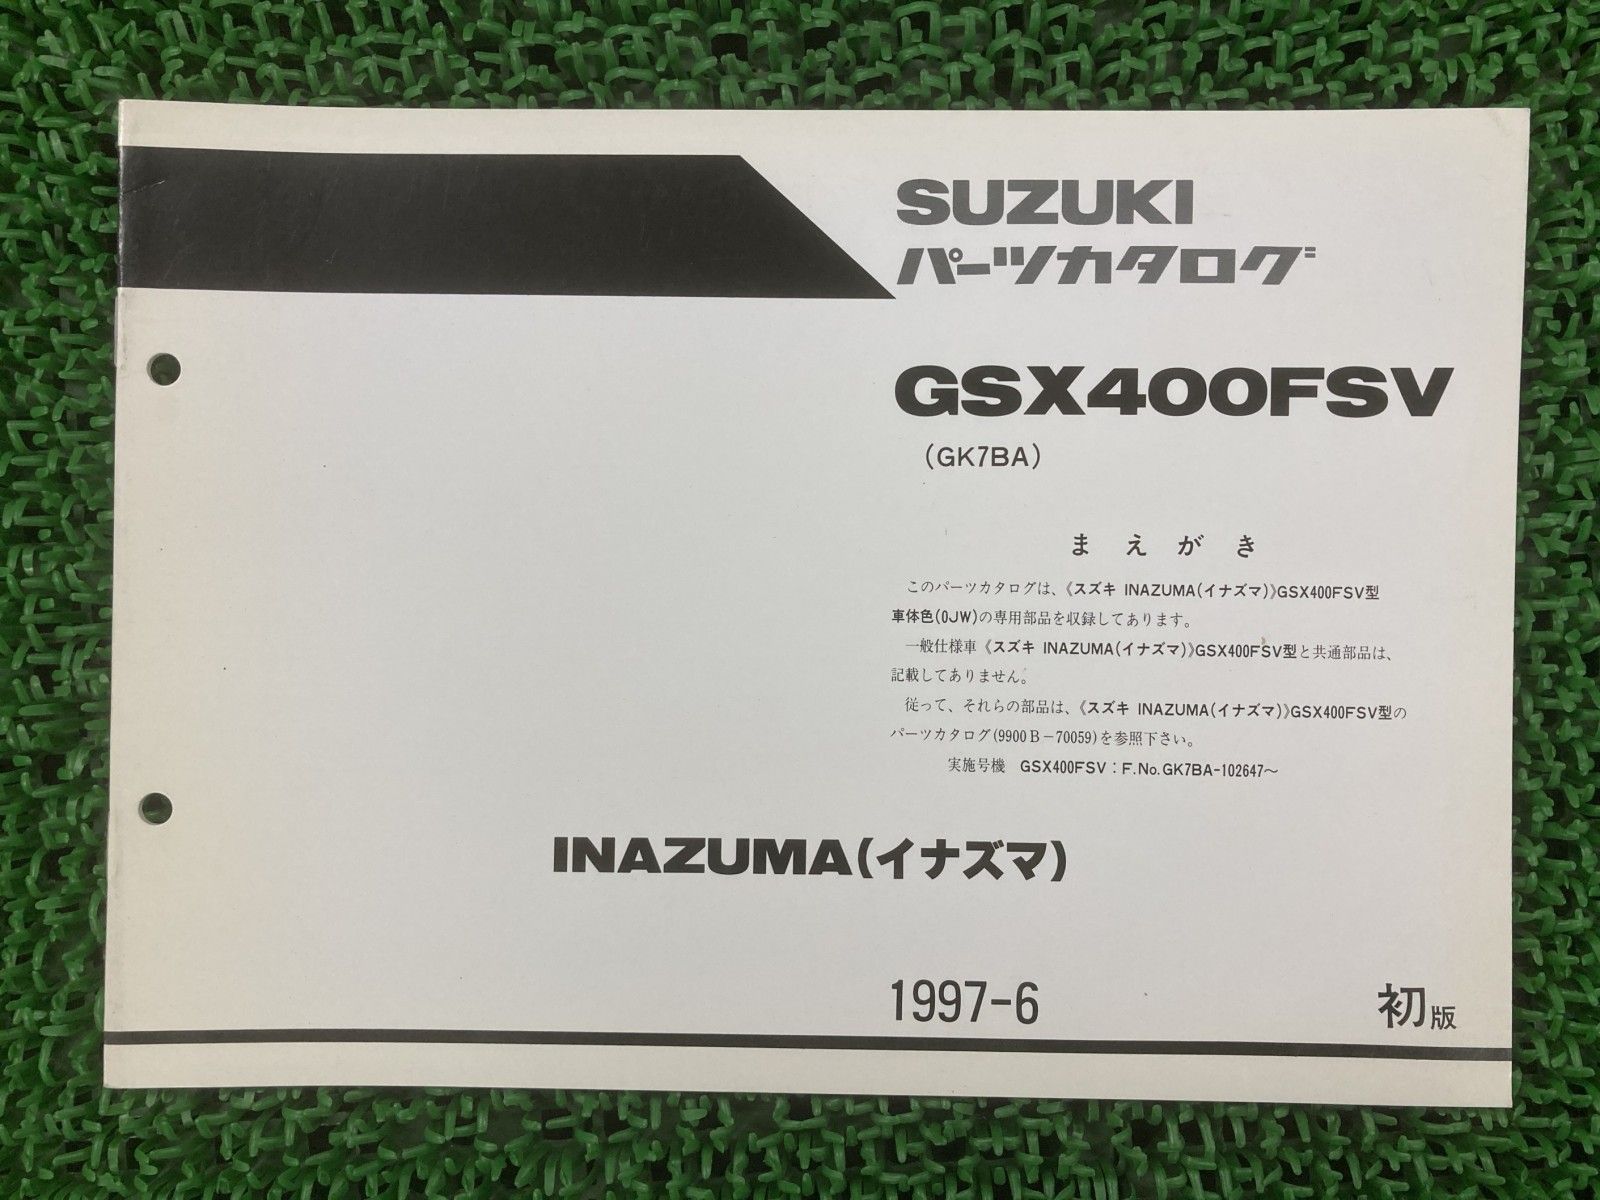 SUZUKI
パーツカタログ
GSX400FSV
(GK7BA)
まえがき
このパーツカタログは、《スズキ INAZUMA(イナズマ)》GSX400FSV型
車体色(0JW)の専用部品を収録してあります。
一般仕様車《スズキ INAZUMA(イナズマ)》GSX400FSV型と共通部品は、
記載してありません。
従って、それらの部品は、《スズキ INAZUMA(イナズマ)》GSX400FSV型の
パーツカタログ(9900B-70059)を参照下さい。
実施号機 GSX400FSV:F.No.GK7BA-102647〜
INAZUMA(イナズマ)
1997-6 初版